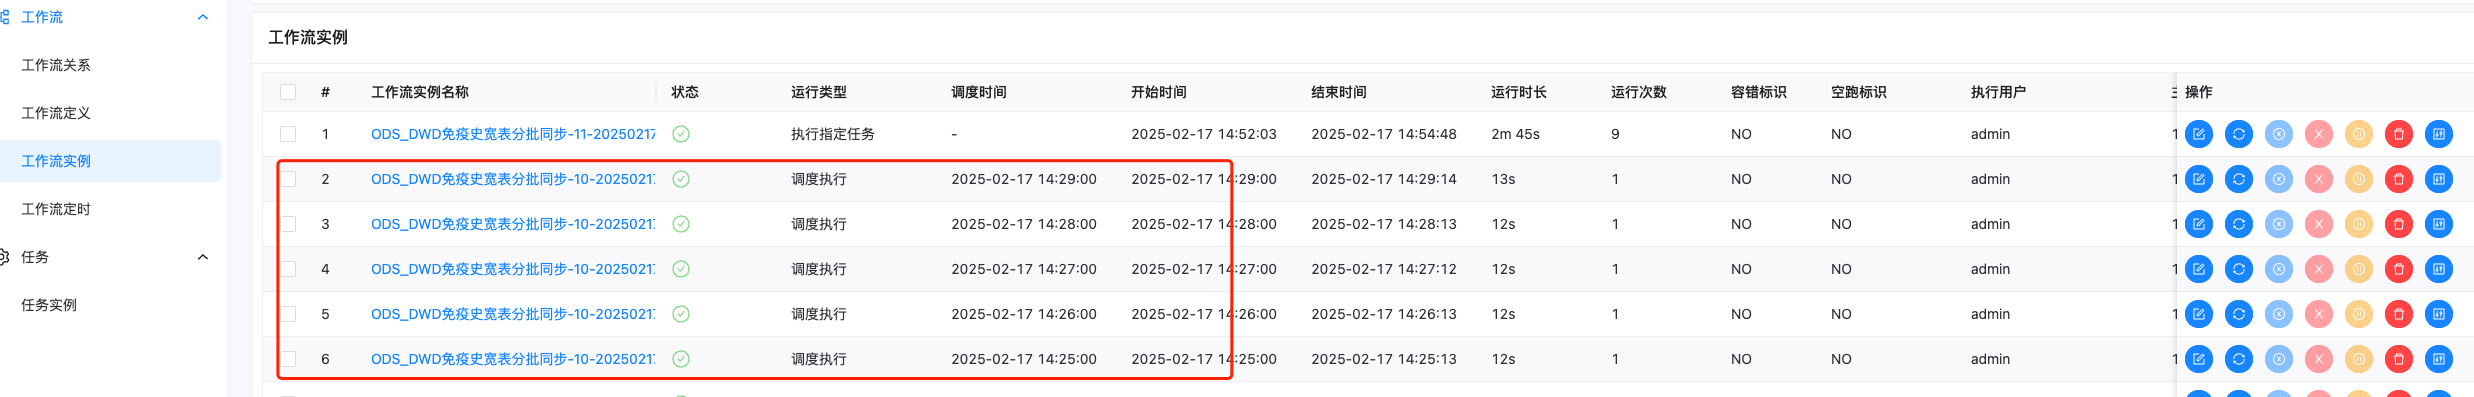 工作流
工作流关系
工作流定义
工作流实例
工作流定时
任务
任务实例
工作流实例
# 工作流实例名称 状态 运行类型 调度时间 开始时间 结束时间 运行时长 运行次数 容错标识 空跑标识 执行用户 操作
1 ODS_DWD免疫史宽表分批同步-11-20250217 执行指定任务 - 2025-02-17 14:52:03 2025-02-17 14:54:48 2m 45s 9 NO NO admin 1
2 ODS_DWD免疫史宽表分批同步-10-2025021 调度执行 2025-02-17 14:29:00 2025-02-17 14:29:00 2025-02-17 14:29:14 13s 1 NO NO admin 1
3 ODS_DWD免疫史宽表分批同步-10-2025021 调度执行 2025-02-17 14:28:00 2025-02-17 14:28:00 2025-02-17 14:28:13 12s 1 NO NO admin 1
4 ODS_DWD免疫史宽表分批同步-10-2025021 调度执行 2025-02-17 14:27:00 2025-02-17 14:27:00 2025-02-17 14:27:12 12s 1 NO NO admin 1
5 ODS_DWD免疫史宽表分批同步-10-2025021 调度执行 2025-02-17 14:26:00 2025-02-17 14:26:00 2025-02-17 14:26:13 12s 1 NO NO admin 1
6 ODS_DWD免疫史宽表分批同步-10-2025021 调度执行 2025-02-17 14:25:00 2025-02-17 14:25:00 2025-02-17 14:25:13 12s 1 NO NO admin 1